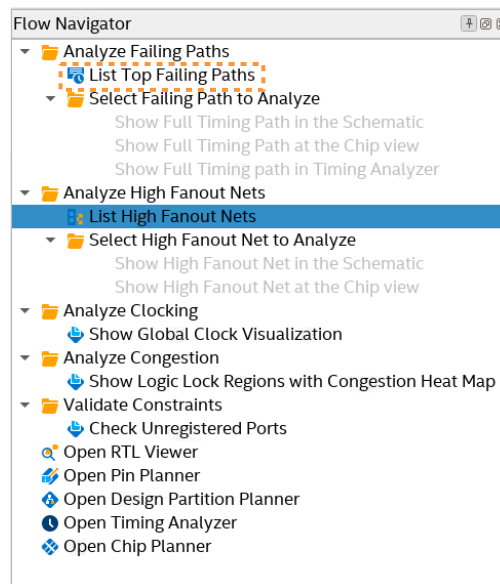 Flow Navigator
Analyze Failing Paths
List Top Failing Paths
Select Failing Path to Analyze
Show Full Timing Path in the Schematic
Show Full Timing Path at the Chip view
Show Full Timing path in Timing Analyzer
Analyze High Fanout Nets
List High Fanout Nets
Select High Fanout Net to Analyze
Show High Fanout Net in the Schematic
Show High Fanout Net at the Chip view
Analyze Clocking
Show Global Clock Visualization
Analyze Congestion
Show Logic Lock Regions with Congestion Heat Map
Validate Constraints
Check Unregistered Ports
Open RTL Viewer
Open Pin Planner
Open Design Partition Planner
Open Timing Analyzer
Open Chip Planner